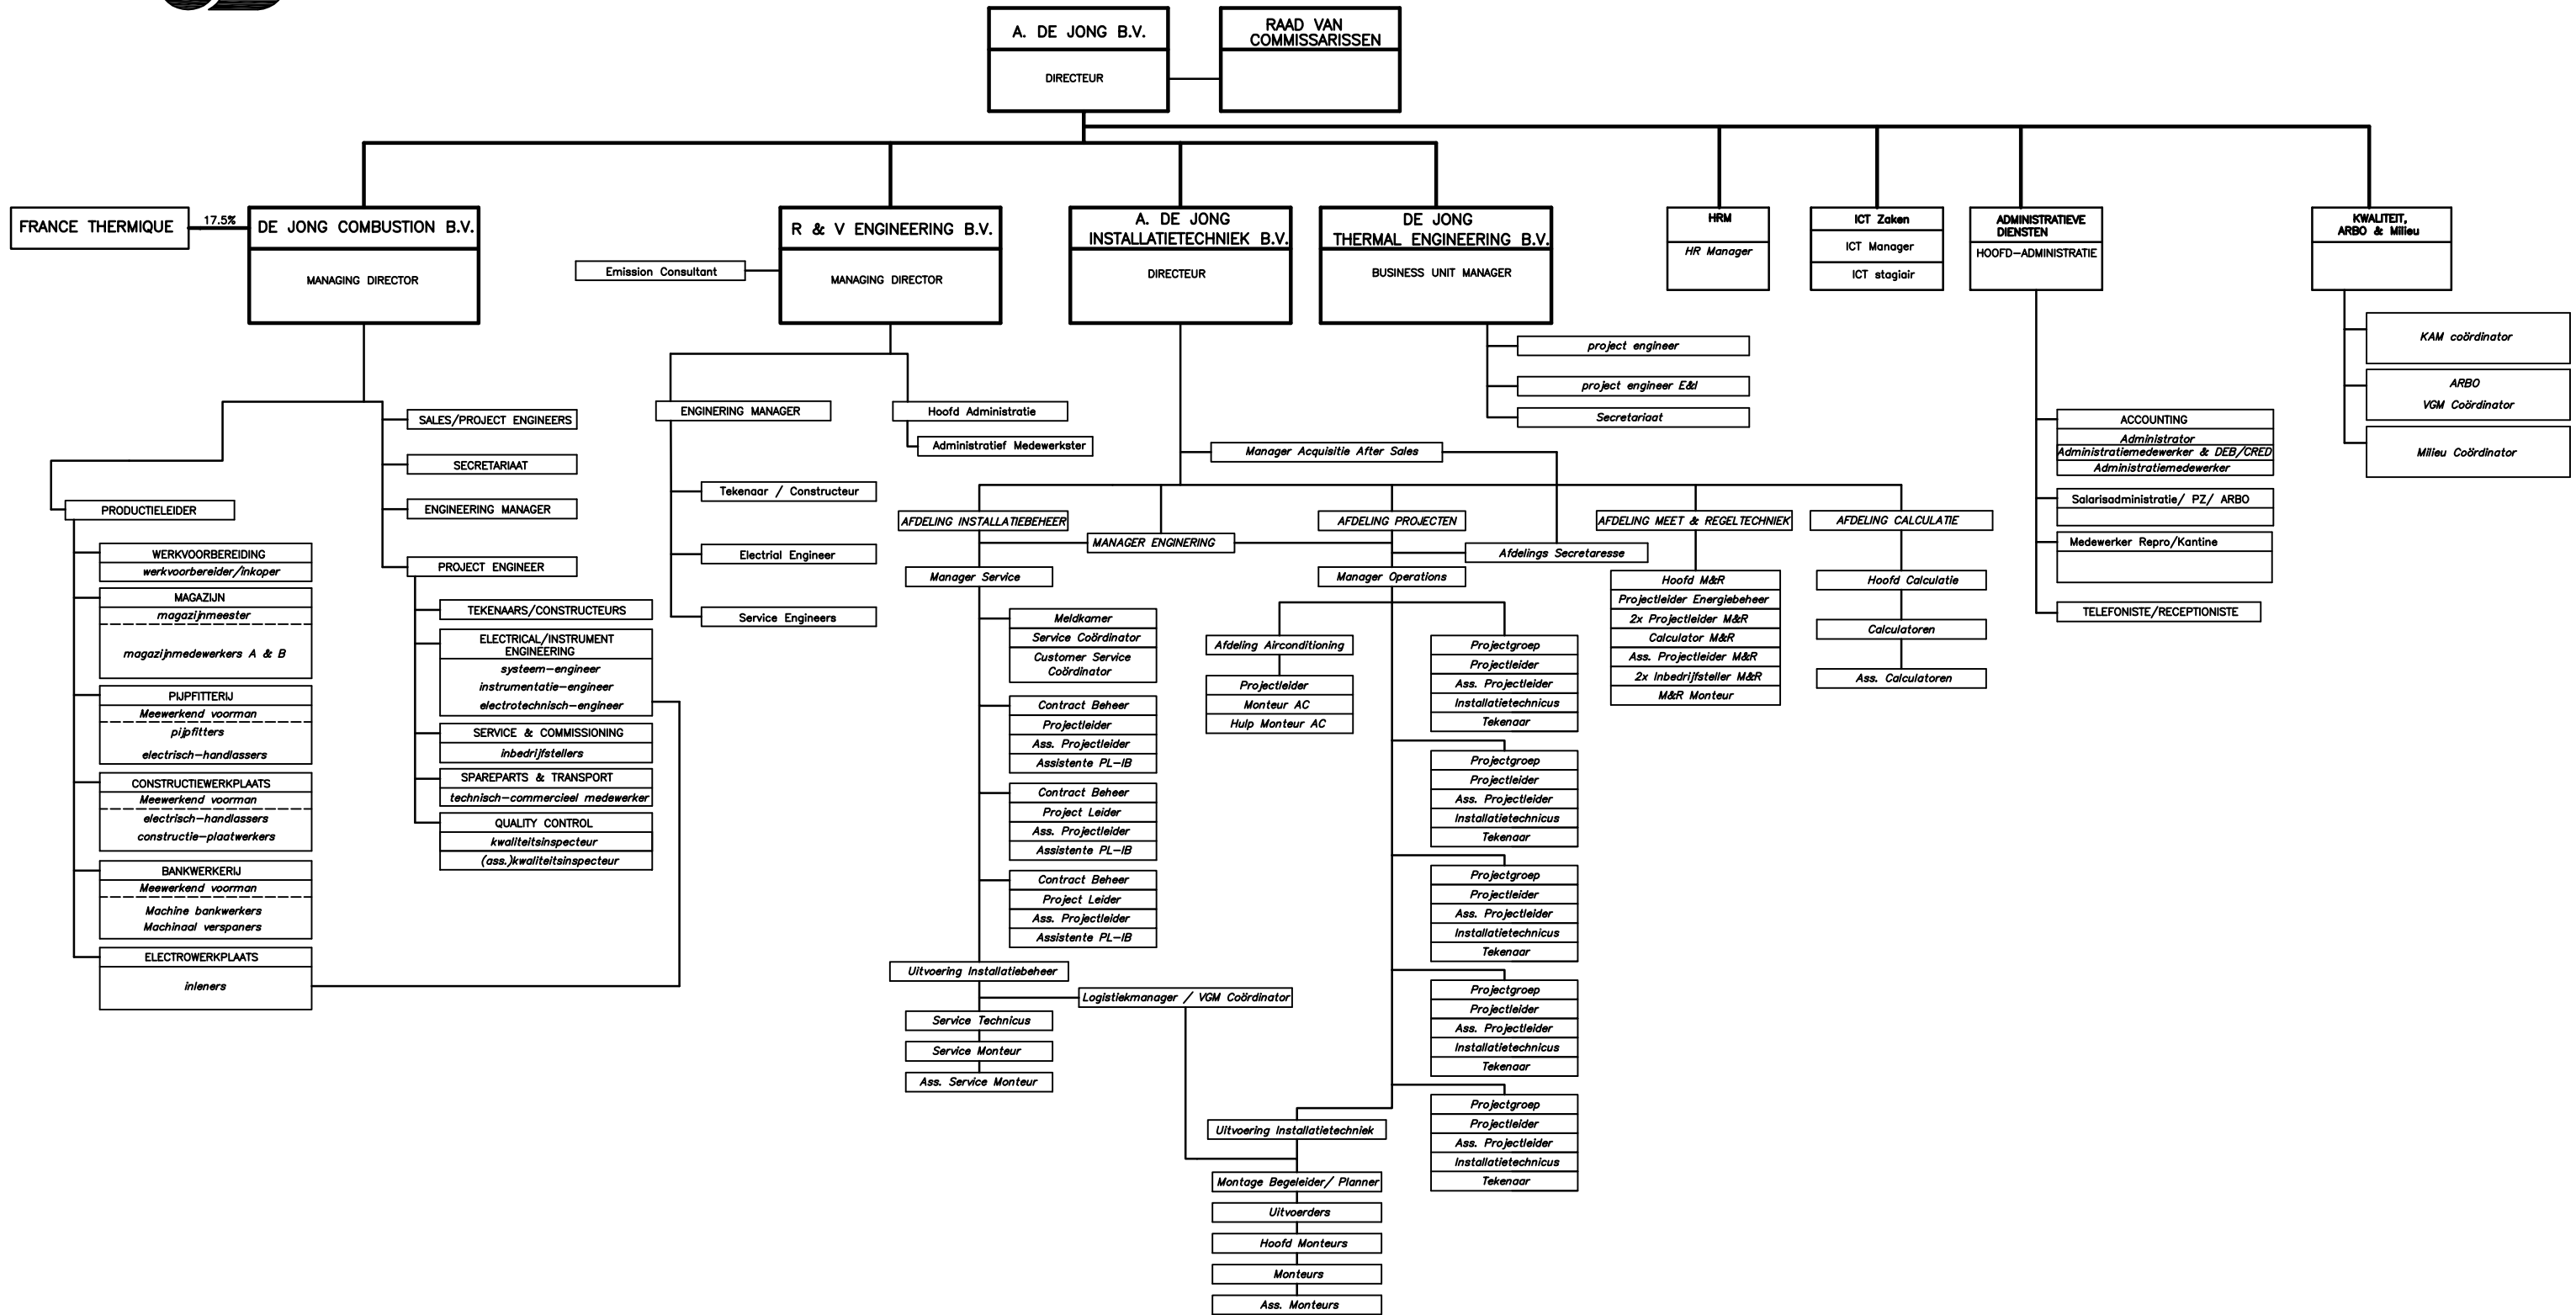 A. DE JONG B.V.
DIRECTEUR
RAAD VAN
COMMISSARISSEN
FRANCE THERMIQUE
17.5%
DE JONG COMBUSTION B.V.
MANAGING DIRECTOR
R & V ENGINEERING B.V.
MANAGING DIRECTOR
Emission Consultant
A. DE JONG
INSTALLATIETECHNIEK B.V.
DIRECTEUR
DE JONG
THERMAL ENGINEERING B.V.
BUSINESS UNIT MANAGER
HRM
HR Manager
ICT Zaken
ICT Manager
ICT stagiair
ADMINISTRATIEVE
DIENSTEN
HOOFD-ADMINISTRATIE
KWALITEIT,
ARBO & Milieu
KAM coördinator
ARBO
VGM Coördinator
Milieu Coördinator
ACCOUNTING
Administrator
Administratiemedewerker & DEB/CRED
Administratiemedewerker
Salarisadministratie/ PZ/ ARBO
Medewerker Repro/Kantine
TELEFONISTE/RECEPTIONISTE
project engineer
project engineer E&d
Secretariaat
SALES/PROJECT ENGINEERS
SECRETARIAAT
ENGINEERING MANAGER
PROJECT ENGINEER
TEKENAARS/CONSTRUCTEURS
ELECTRICAL/INSTRUMENT
ENGINEERING
systeem-engineer
instrumentatie-engineer
electrotechnisch-engineer
SERVICE & COMMISSIONING
inbedrijfstellers
SPAREPARTS & TRANSPORT
technisch-commercieel medewerker
QUALITY CONTROL
kwaliteitsinspecteur
(ass.)kwaliteitsinspecteur
PRODUCTIELEIDER
WERKVOORBEREIDING
werkvoorbereider/inkoper
MAGAZIJN
magazijnmeester
magazijnmedewerkers A & B
PIJPFITTERIJ
Meewerkend voorman
pijpfitters
electrisch-handlassers
CONSTRUCTIEWERKPLAATS
Meewerkend voorman
electrisch-handlassers
constructie-plaatwerkers
BANKWERKERIJ
Meewerkend voorman
Machine bankwerkers
Machinaal verspaners
ELECTROWERKPLAATS
inleners
ENGINERING MANAGER
Tekenaar / Constructeur
Electrial Engineer
Service Engineers
Hoofd Administratie
Administratief Medewerkster
Manager Acquisitie After Sales
AFDELING INSTALLATIEBEHEER
MANAGER ENGINERING
AFDELING PROJECTEN
Afdelings Secretaresse
AFDELING MEET & REGELTECHNIEK
AFDELING CALCULATIE
Manager Service
Meldkamer
Service Coördinator
Customer Service
Coördinator
Contract Beheer
Projectleider
Ass. Projectleider
Assistente PL-IB
Contract Beheer
Project Leider
Ass. Projectleider
Assistente PL-IB
Contract Beheer
Project Leider
Ass. Projectleider
Assistente PL-IB
Uitvoering Installatiebeheer
Logistiekmanager / VGM Coördinator
Service Technicus
Service Monteur
Ass. Service Monteur
Manager Operations
Afdeling Airconditioning
Projectleider
Monteur AC
Hulp Monteur AC
Projectgroep
Projectleider
Ass. Projectleider
Installatietechnicus
Tekenaar
Projectgroep
Projectleider
Ass. Projectleider
Installatietechnicus
Tekenaar
Projectgroep
Projectleider
Ass. Projectleider
Installatietechnicus
Tekenaar
Projectgroep
Projectleider
Ass. Projectleider
Installatietechnicus
Tekenaar
Projectgroep
Projectleider
Ass. Projectleider
Installatietechnicus
Tekenaar
Uitvoering Installatietechniek
Montage Begeleider/ Planner
Uitvoerders
Hoofd Monteurs
Monteurs
Ass. Monteurs
Hoofd M&R
Projectleider Energiebeheer
2x Projectleider M&R
Calculator M&R
Ass. Projectleider M&R
2x Inbedrijfsteller M&R
M&R Monteur
Hoofd Calculatie
Calculatoren
Ass. Calculatoren